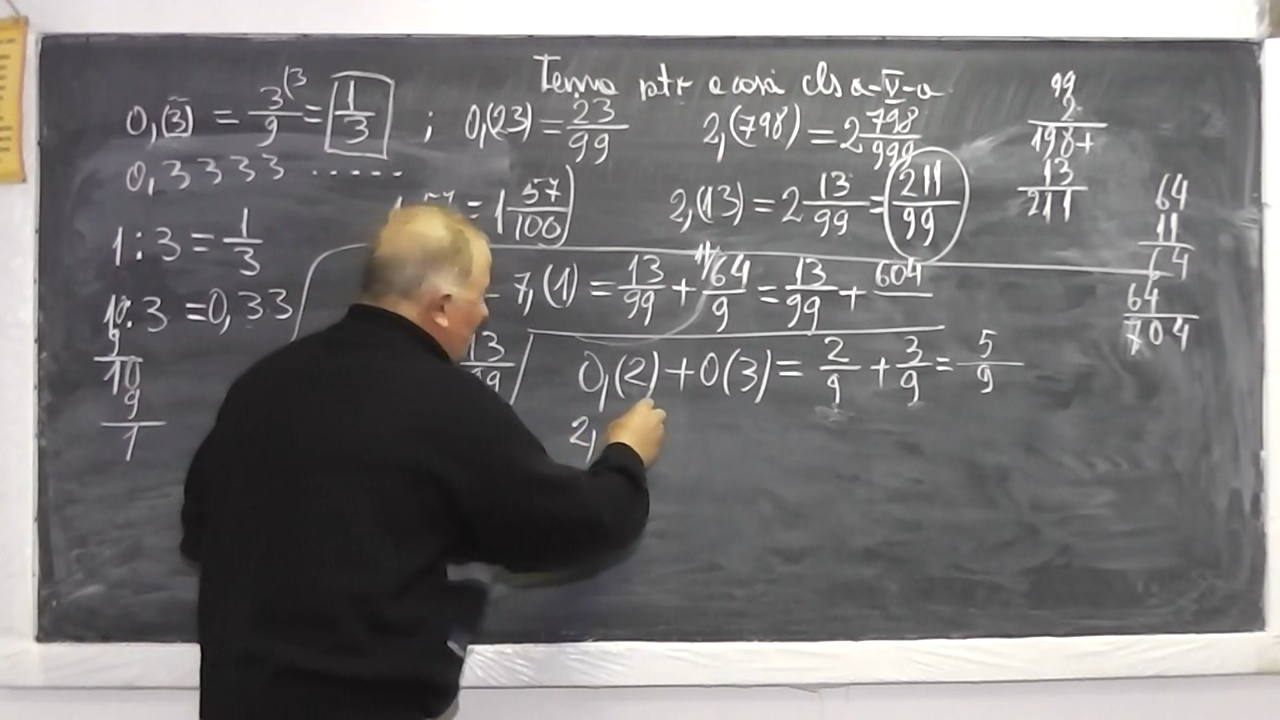 Tema ptr acasă cls a-V-a
0,(3) = 3/9 (3 = 1/3 ; 0,(23) = 23/99
2,(798) = 2 798/999
0,3333 .....
= 1 57/100
2,(13) = 2 13/99 = 211/99
1 : 3 = 1/3
- 7,(1) = 13/99 + 11/ 64/9 = 13/99 + 604
10 : 3 = 0,33
9
10
9
1
13
0,(2) + 0(3) = 2/9 + 3/9 = 5/9
2,
99
2
198+
13
211
64
11
64
64
704